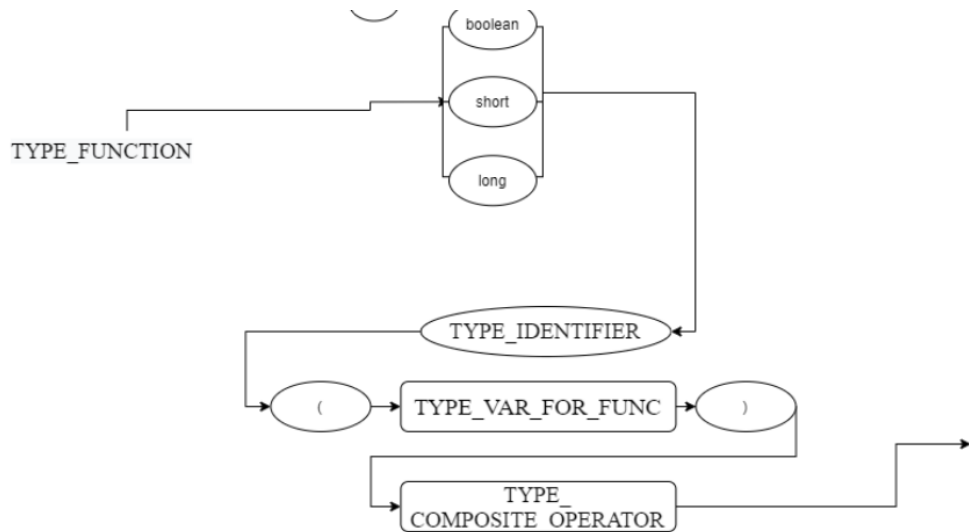 boolean
short
TYPE_FUNCTION
long
TYPE_IDENTIFIER
( TYPE_VAR_FOR_FUNC )
TYPE_
COMPOSITE_OPERATOR